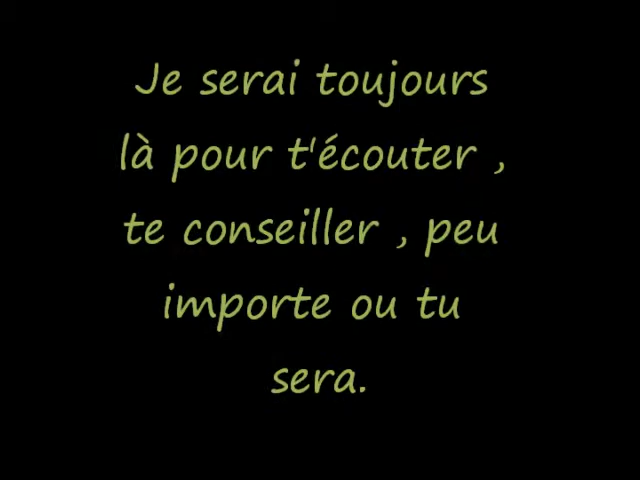 Je serai toujours
là pour t'écouter ,
te conseiller , peu
importe ou tu
sera.